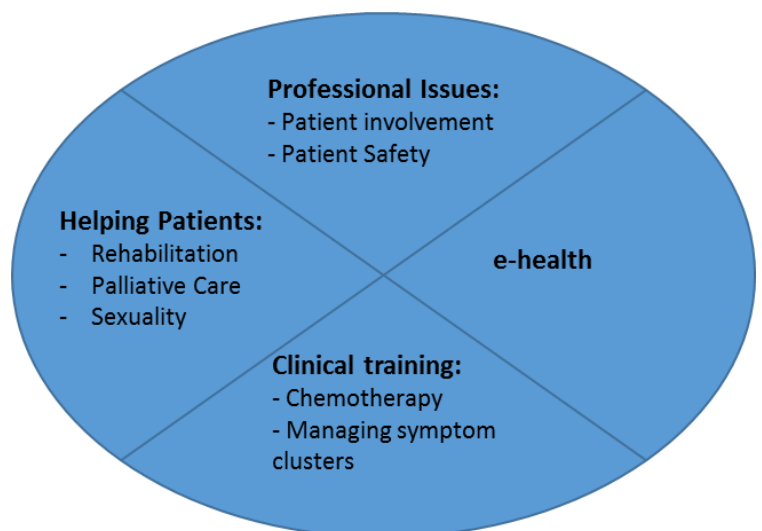 Professional Issues:
- Patient involvement
- Patient Safety
Helping Patients:
- Rehabilitation
- Palliative Care
- Sexuality
e-health
Clinical training:
- Chemotherapy
- Managing symptom
clusters